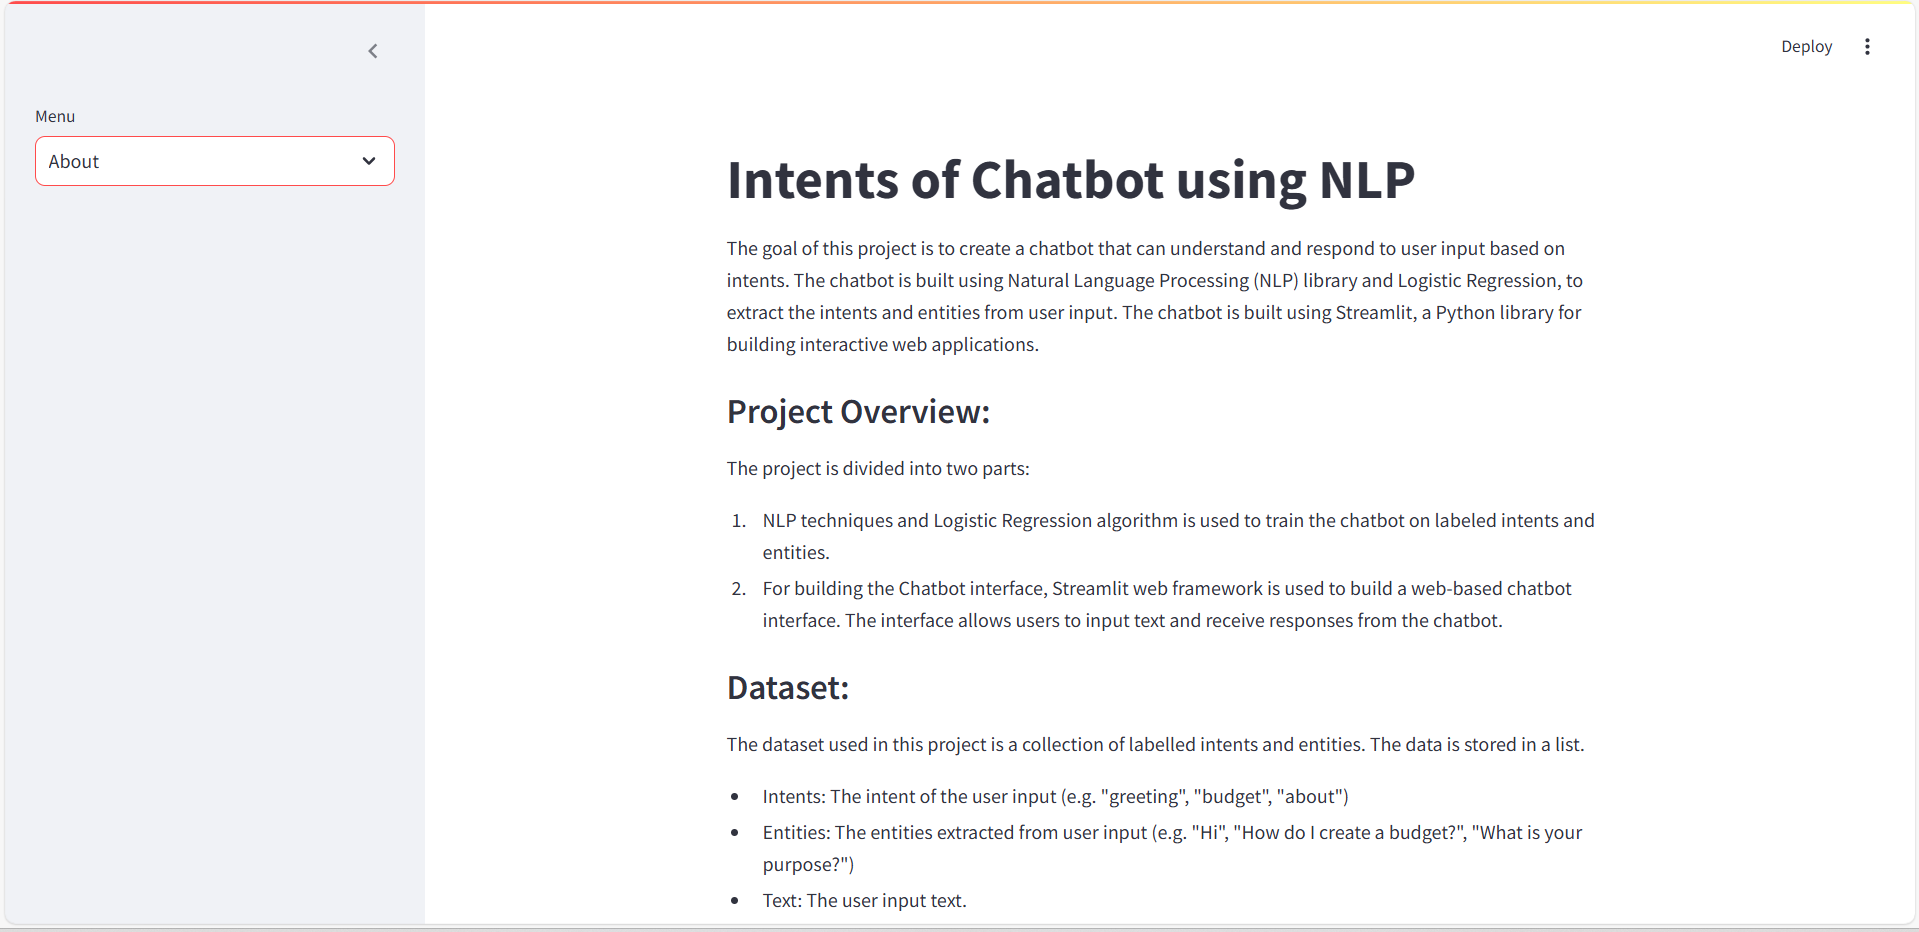 Deploy
Menu
About
Intents of Chatbot using NLP
The goal of this project is to create a chatbot that can understand and respond to user input based on
intents. The chatbot is built using Natural Language Processing (NLP) library and Logistic Regression, to
extract the intents and entities from user input. The chatbot is built using Streamlit, a Python library for
building interactive web applications.
Project Overview:
The project is divided into two parts:
1. NLP techniques and Logistic Regression algorithm is used to train the chatbot on labeled intents and
entities.
2. For building the Chatbot interface, Streamlit web framework is used to build a web-based chatbot
interface. The interface allows users to input text and receive responses from the chatbot.
Dataset:
The dataset used in this project is a collection of labelled intents and entities. The data is stored in a list.
• Intents: The intent of the user input (e.g. "greeting", "budget", "about")
• Entities: The entities extracted from user input (e.g. "Hi", "How do I create a budget?", "What is your
purpose?")
• Text: The user input text.